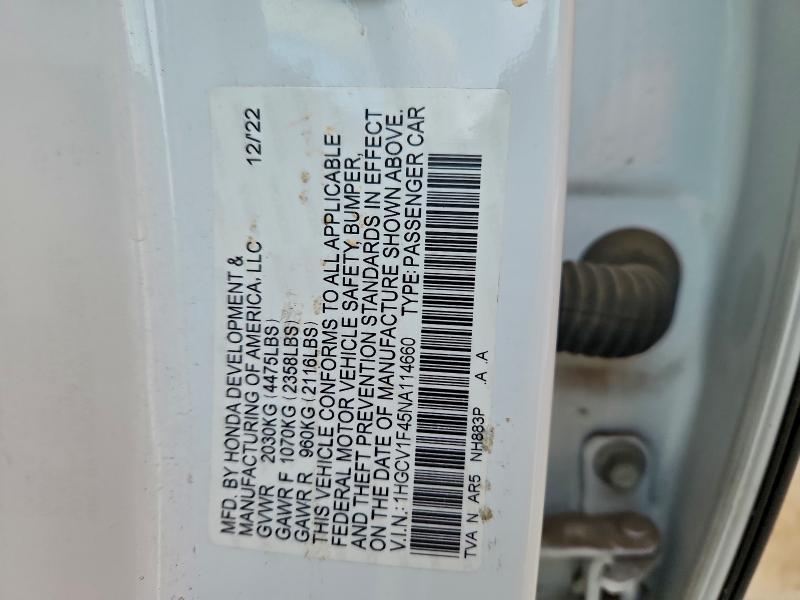 MFD. BY HONDA DEVELOPMENT & 12/'22
MANUFACTURING OF AMERICA, LLC
GVWR 2030KG (4475LBS)
GAWR F 1070KG (2358LBS)
GAWR R 960KG (2116LBS)
THIS VEHICLE CONFORMS TO ALL APPLICABLE
FEDERAL MOTOR VEHICLE SAFETY, BUMPER,
AND THEFT PREVENTION STANDARDS IN EFFECT
ON THE DATE OF MANUFACTURE SHOWN ABOVE.
V.I.N.: 1HGCV1F45NA114660 TYPE: PASSENGER CAR
TVA N AR5 NH883P .A A